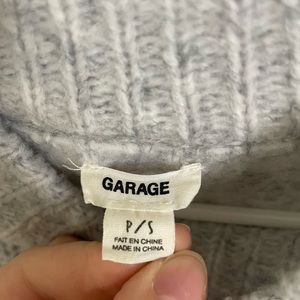 GARAGE
P/S
FAIT EN CHINE
MADE IN CHINA